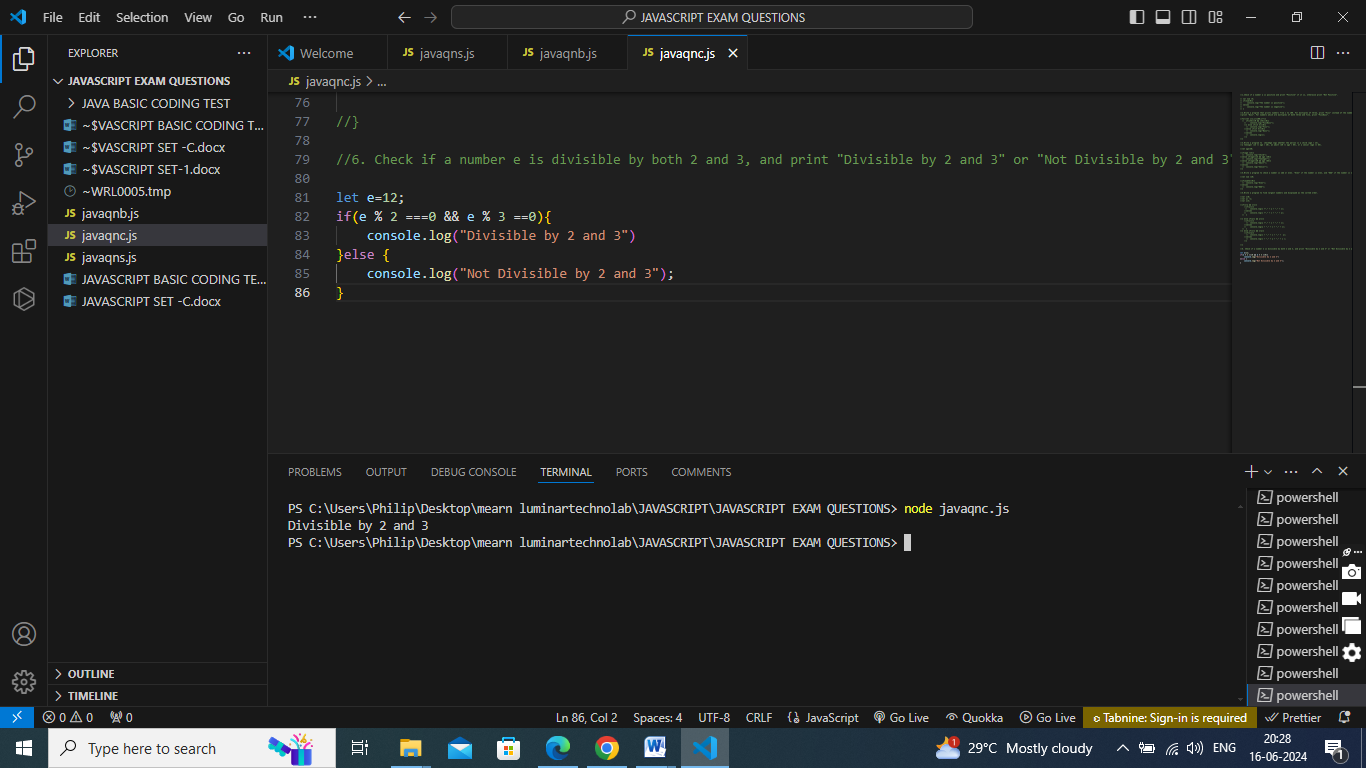 File Edit Selection View Go Run ···
JAVASCRIPT EXAM QUESTIONS
EXPLORER ···
JAVASCRIPT EXAM QUESTIONS
JAVA BASIC CODING TEST
~$VASCRIPT BASIC CODING T...
~$VASCRIPT SET -C.docx
~$VASCRIPT SET-1.docx
~WRL0005.tmp
JS javaqnb.js
JS javaqnc.js
JS javaqns.js
JAVASCRIPT BASIC CODING TE...
JAVASCRIPT SET -C.docx
OUTLINE
TIMELINE
Welcome JS javaqns.js JS javaqnb.js JS javaqnc.js
JS javaqnc.js > ...
76
77 //}
78
79 //6. Check if a number e is divisible by both 2 and 3, and print "Divisible by 2 and 3" or "Not Divisible by 2 and 3"
80
81 let e=12;
82 if(e % 2 ===0 && e % 3 ==0){
83 console.log("Divisible by 2 and 3")
84 }else {
85 console.log("Not Divisible by 2 and 3");
86 }
PROBLEMS OUTPUT DEBUG CONSOLE TERMINAL PORTS COMMENTS
PS C:\Users\Philip\Desktop\mearn luminartechnolab\JAVASCRIPT\JAVASCRIPT EXAM QUESTIONS> node javaqnc.js
Divisible by 2 and 3
PS C:\Users\Philip\Desktop\mearn luminartechnolab\JAVASCRIPT\JAVASCRIPT EXAM QUESTIONS>
powershell
powershell
powershell
powershell
powershell
powershell
powershell
powershell
powershell
powershell
0 0 0 Ln 86, Col 2 Spaces: 4 UTF-8 CRLF JavaScript Go Live Quokka Go Live Tabnine: Sign-in is required Prettier
Type here to search
1 29°C Mostly cloudy ENG
20:28
16-06-2024
1